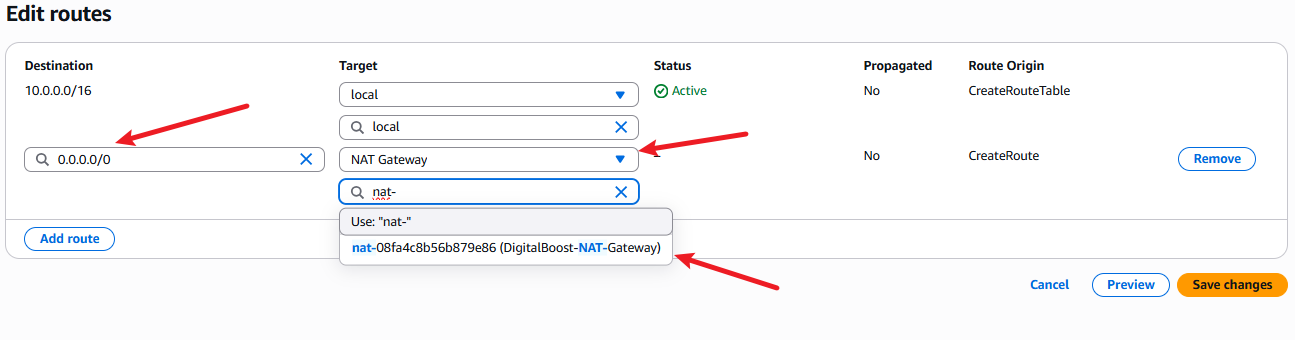 Edit routes
Destination Target Status Propagated Route Origin
10.0.0.0/16 local Active No CreateRouteTable
local
0.0.0.0/0 NAT Gateway – No CreateRoute Remove
nat-
Use: "nat-"
Add route
nat-08fa4c8b56b879e86 (DigitalBoost-NAT-Gateway)
Cancel Preview Save changes